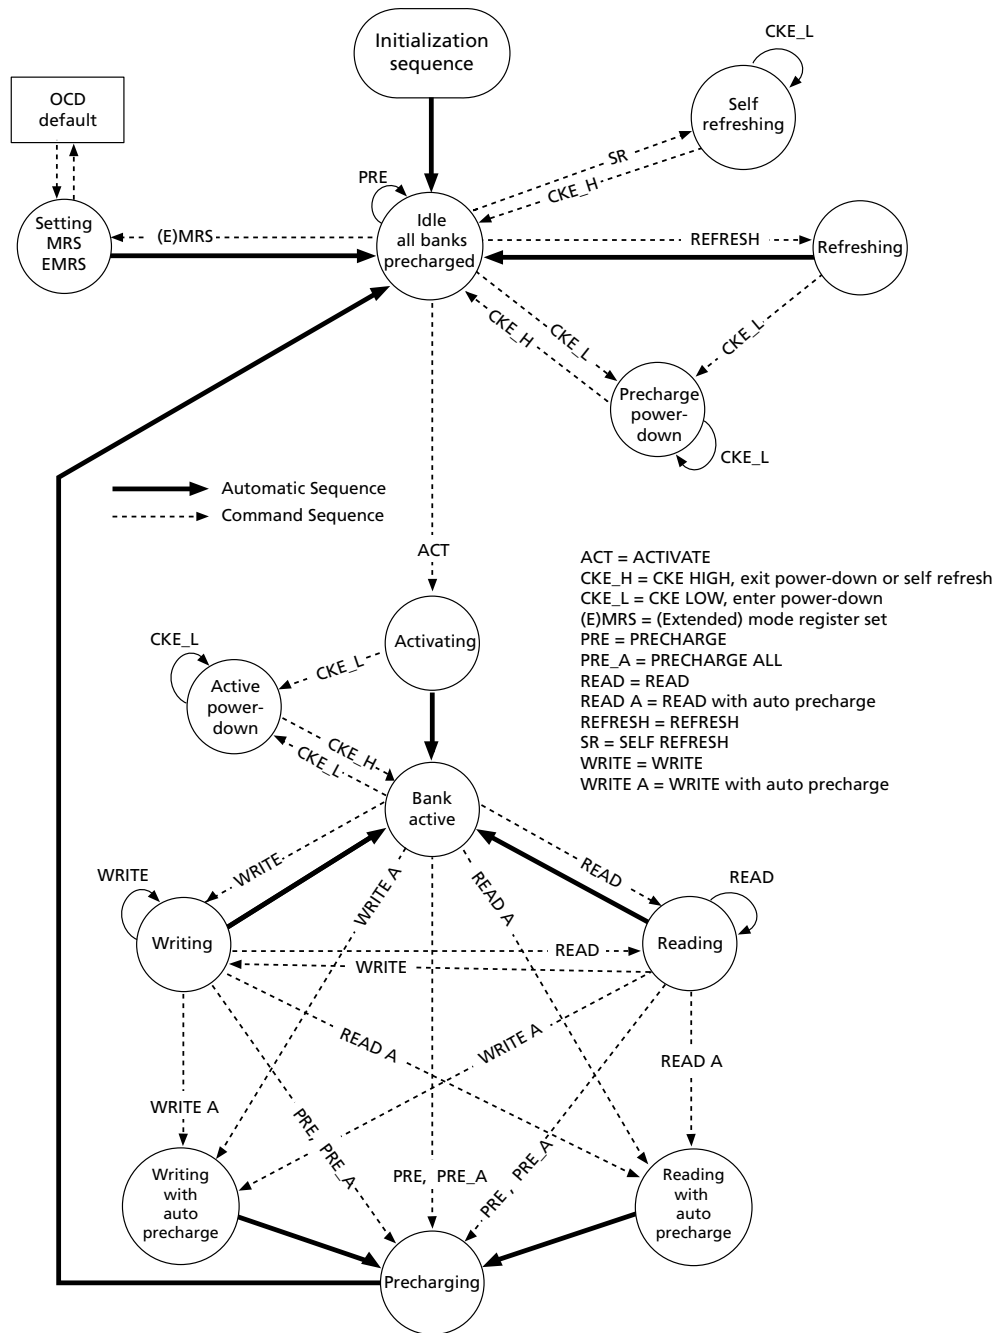 Initialization
sequence
CKE_L
OCD
default
Self
refreshing
SR
PRE
CKE_H
Setting
MRS
EMRS
(E)MRS
Idle
all banks
precharged
REFRESH
Refreshing
CKE_L
CKE_H
CKE_L
Precharge
power-
down
CKE_L
Automatic Sequence
Command Sequence
ACT
ACT = ACTIVATE
CKE_H = CKE HIGH, exit power-down or self refresh
CKE_L = CKE LOW, enter power-down
(E)MRS = (Extended) mode register set
PRE = PRECHARGE
PRE_A = PRECHARGE ALL
READ = READ
READ A = READ with auto precharge
REFRESH = REFRESH
SR = SELF REFRESH
WRITE = WRITE
WRITE A = WRITE with auto precharge
CKE_L
Activating
CKE_L
Active
power-
down
CKE_H
CKE_L
Bank
active
WRITE
READ
WRITE
READ
WRITE A
READ A
Writing
READ
Reading
WRITE
READ A
WRITE A
READ A
WRITE A
PRE, PRE_A
PRE, PRE_A
PRE, PRE_A
Writing
with
auto
precharge
Reading
with
auto
precharge
Precharging